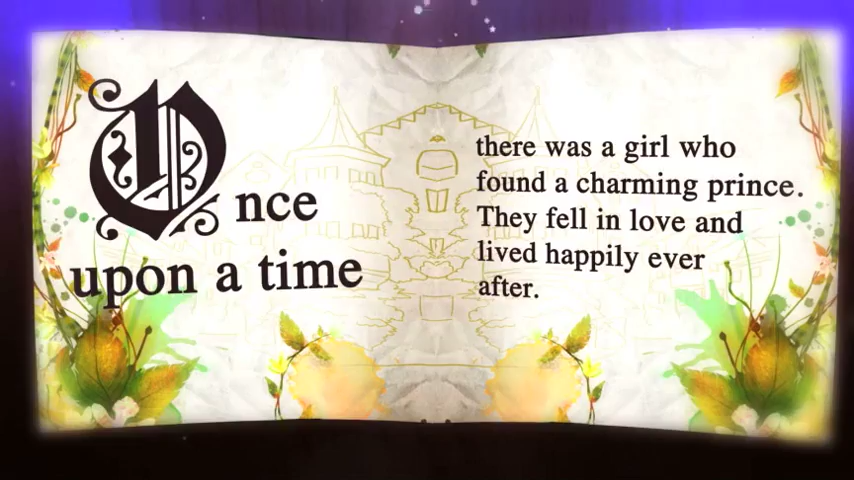 Once
upon a time
there was a girl who
found a charming prince.
They fell in love and
lived happily ever
after.